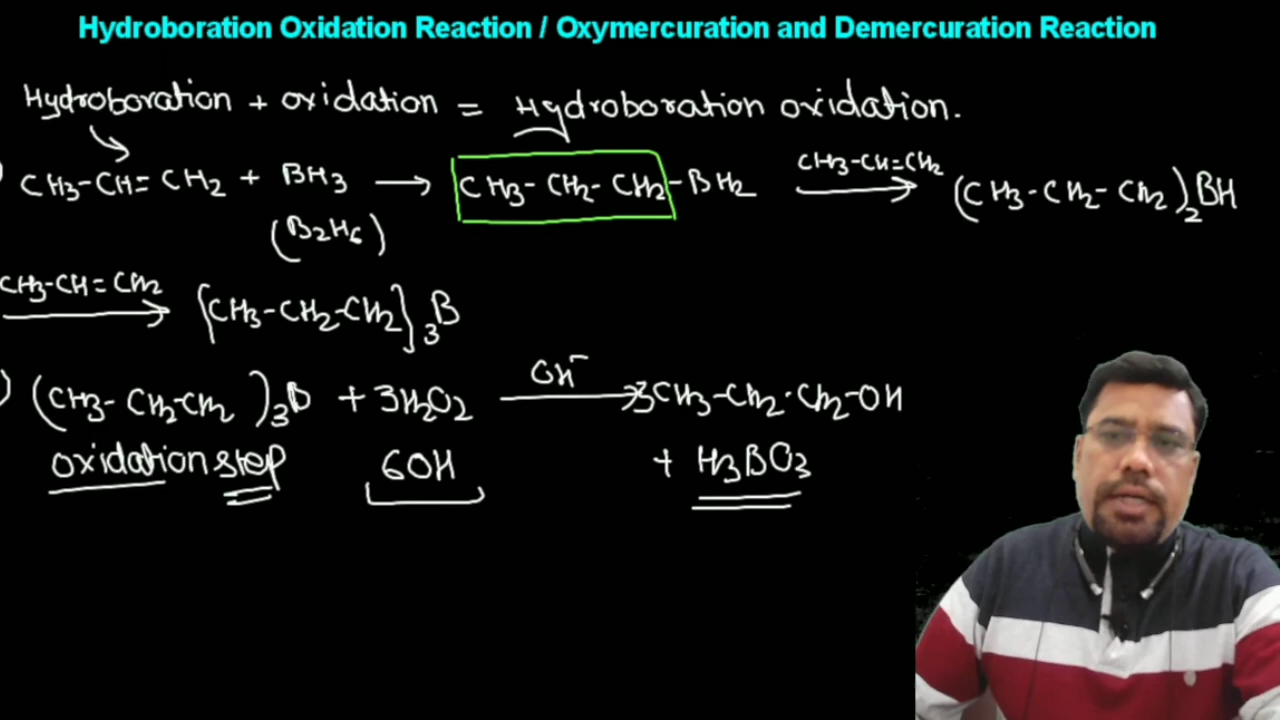 Hydroboration Oxidation Reaction / Oxymercuration and Demercuration Reaction
Hydroboration + oxidation = Hydroboration oxidation.
) CH3-CH=CH2 + BH3 → CH3-CH2-CH2-BH2 CH3-CH=CH2 → (CH3-CH2-CH2)2BH
(B2H6)
CH3-CH=CH2 → [CH3-CH2-CH2]3B
) (CH3-CH2-CH2)3B + 3H2O2 OH⁻ → 3CH3-CH2-CH2-OH
oxidation step 6OH + H3BO3